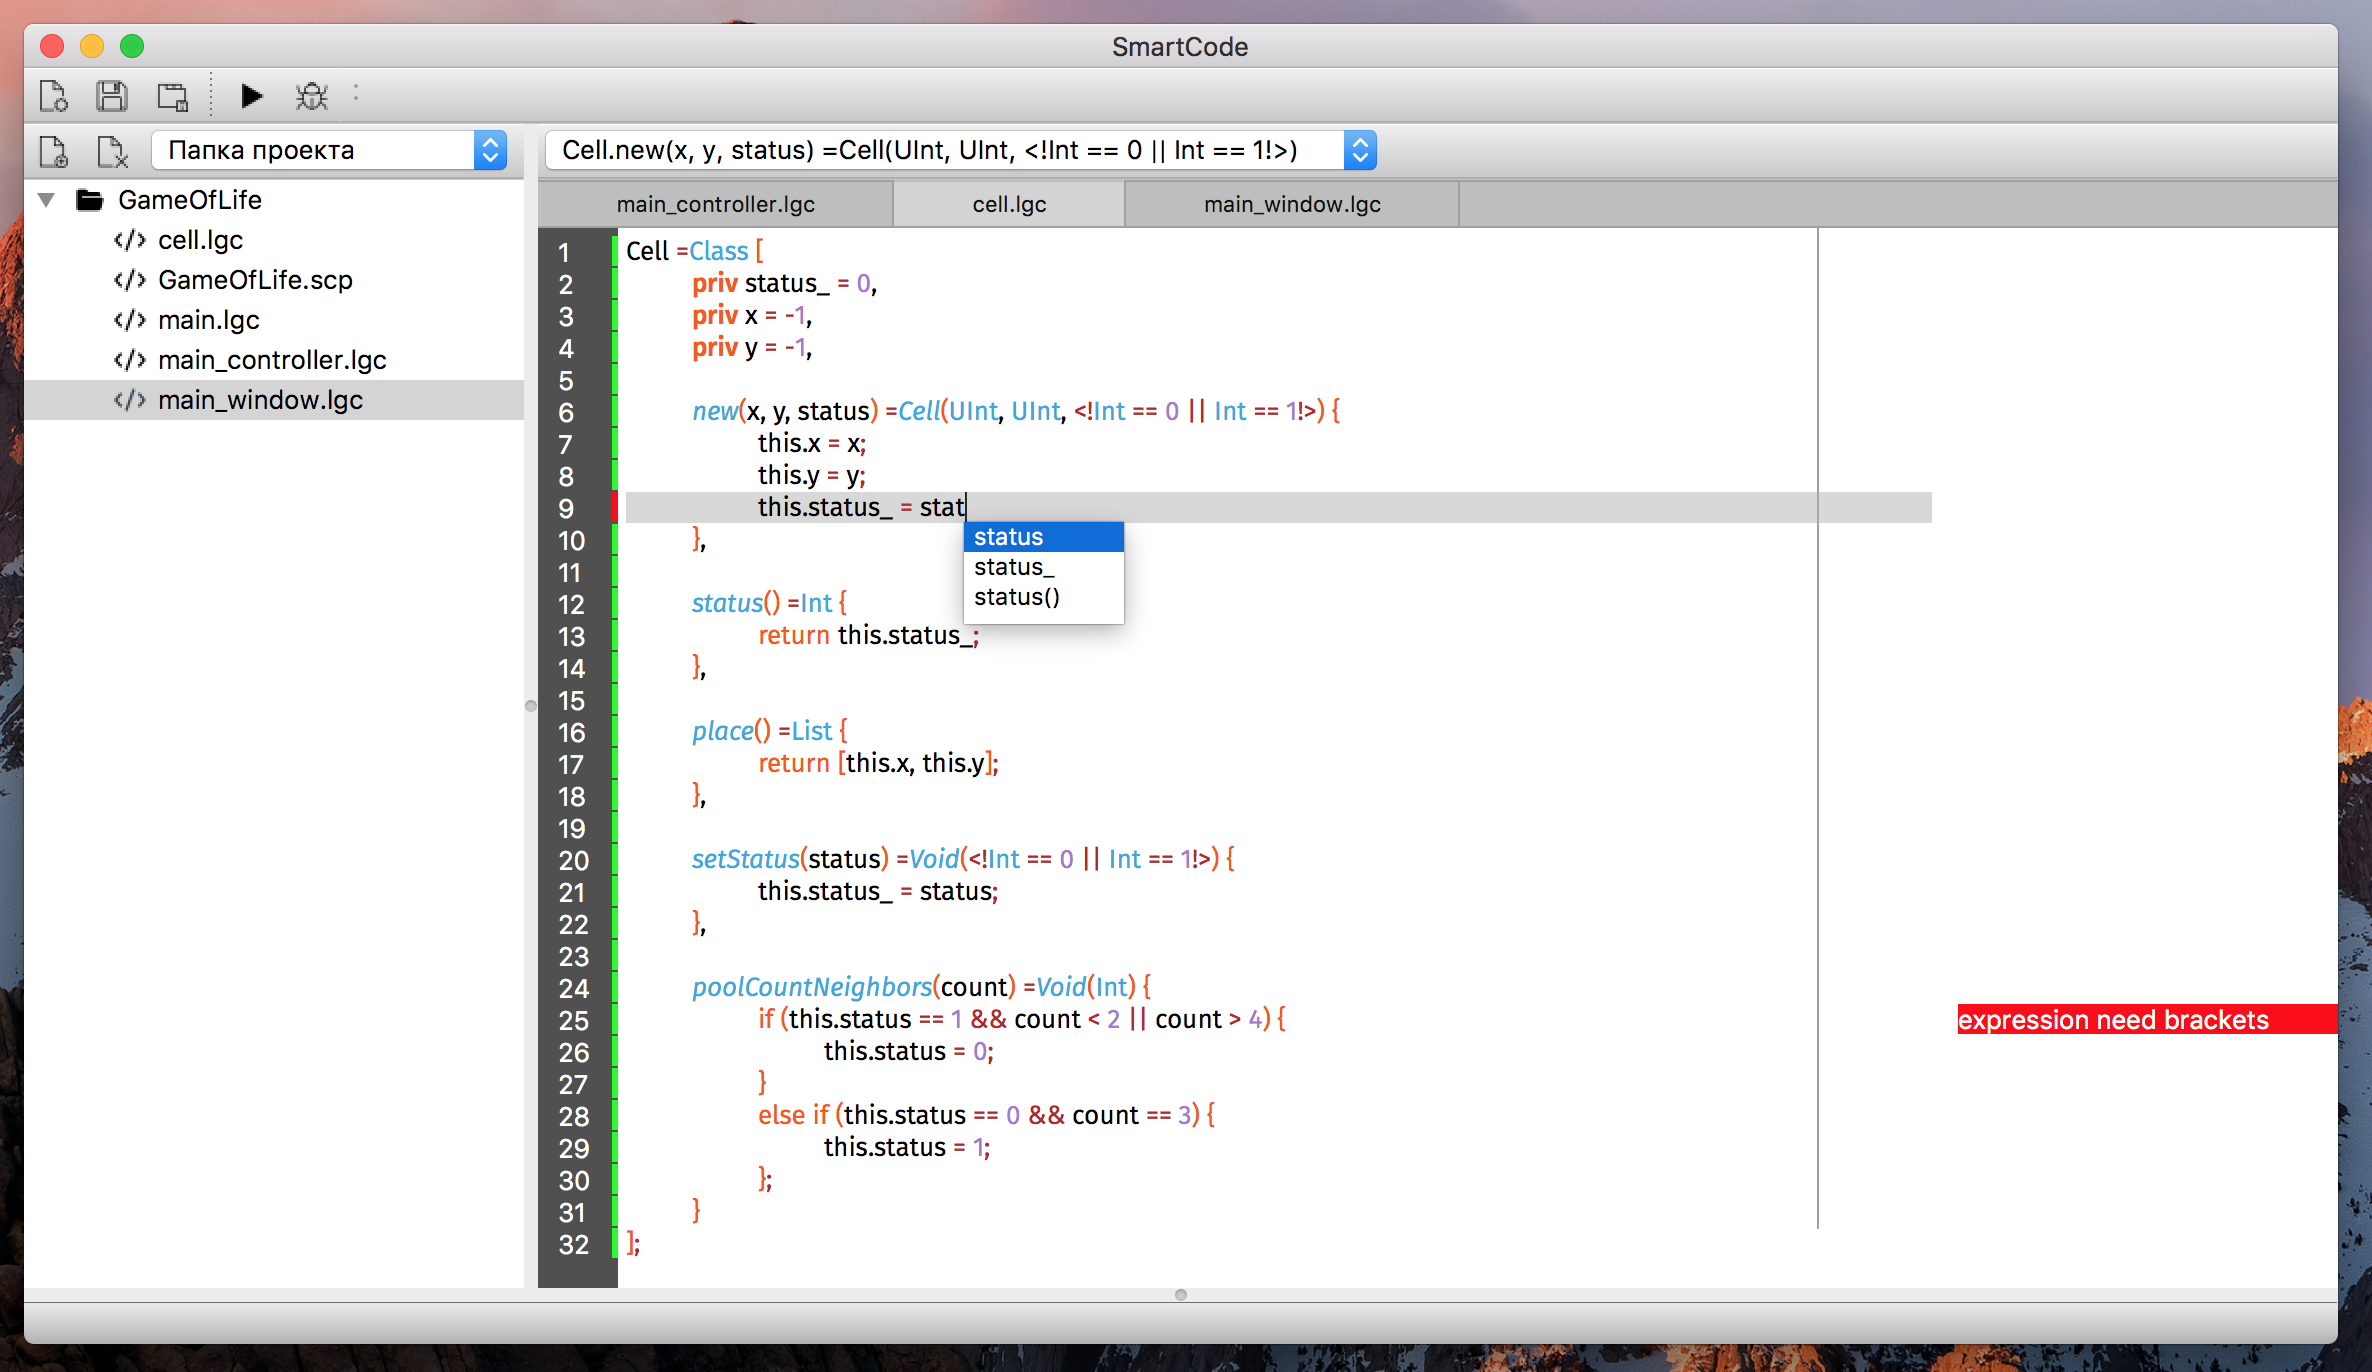 SmartCode
Папка проекта
Cell.new(x, y, status) =Cell(UInt, UInt, <!Int == 0 || Int == 1!>)
GameOfLife
cell.lgc
GameOfLife.scp
main.lgc
main_controller.lgc
main_window.lgc
main_controller.lgc
cell.lgc
main_window.lgc
1 Cell =Class [
2 priv status_ = 0,
3 priv x = -1,
4 priv y = -1,
5
6 new(x, y, status) =Cell(UInt, UInt, <!Int == 0 || Int == 1!>) {
7 this.x = x;
8 this.y = y;
9 this.status_ = stat
status
status_
status()
10 },
11
12 status() =Int {
13 return this.status_;
14 },
15
16 place() =List {
17 return [this.x, this.y];
18 },
19
20 setStatus(status) =Void(<!Int == 0 || Int == 1!>) {
21 this.status_ = status;
22 },
23
24 poolCountNeighbors(count) =Void(Int) {
25 if (this.status == 1 && count < 2 || count > 4) {
expression need brackets
26 this.status = 0;
27 }
28 else if (this.status == 0 && count == 3) {
29 this.status = 1;
30 };
31 }
32 ];